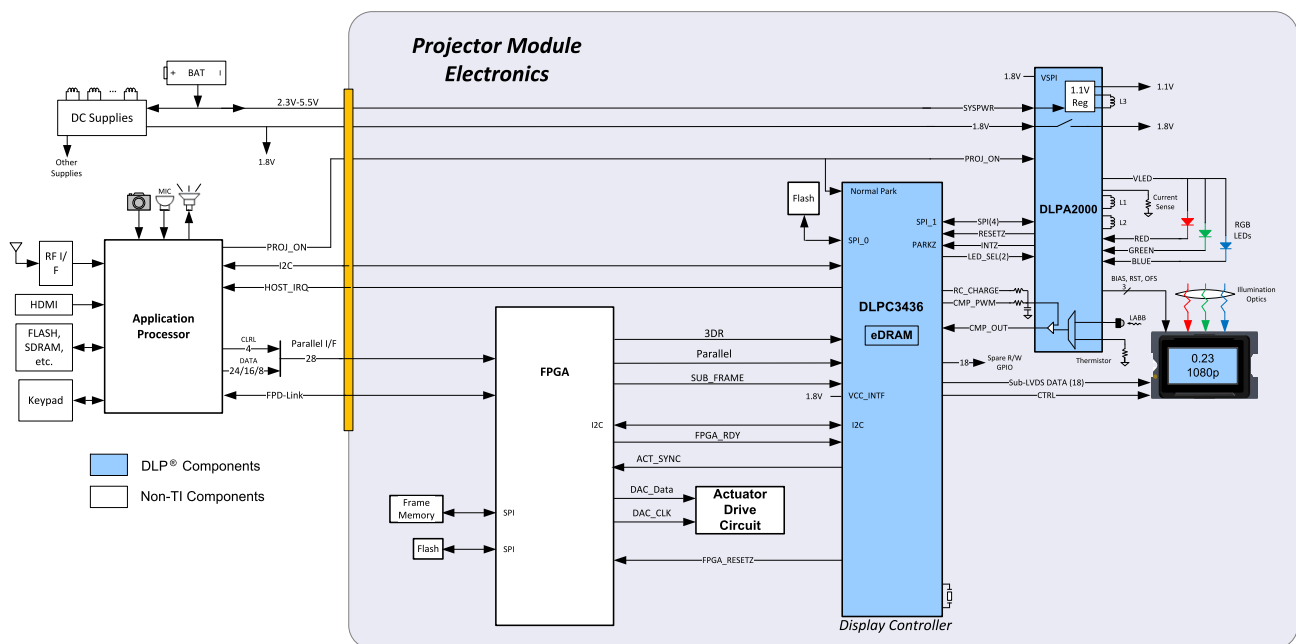 Projector Module
Electronics
+ BAT I
2.3V-5.5V
DC Supplies
Other
Supplies
1.8V
SYSPWR
1.8V
PROJ_ON
1.8V
VSPI
1.1V
Reg
L3
1.1V
1.8V
DLPA2000
VLED
Current
Sense
L1
L2
RED
GREEN
BLUE
RGB
LEDs
MIC
RF I/
F
HDMI
FLASH,
SDRAM,
etc.
Keypad
Application
Processor
PROJ_ON
I2C
HOST_IRQ
CLRL
4
DATA
24/16/8
Parallel I/F
28
FPD-Link
Flash
Normal Park
SPI_0
SPI_1
PARKZ
SPI(4)
RESETZ
INTZ
LED_SEL(2)
DLPC3436
eDRAM
RC_CHARGE
CMP_PWM
CMP_OUT
BIAS, RST, OFS
3
LABB
Thermistor
Illumination
Optics
0.23
1080p
18
Spare R/W
GPIO
Sub-LVDS DATA (18)
CTRL
FPGA
3DR
Parallel
SUB_FRAME
1.8V
VCC_INTF
I2C
I2C
FPGA_RDY
ACT_SYNC
DAC_Data
DAC_CLK
Actuator
Drive
Circuit
Frame
Memory
SPI
Flash
SPI
FPGA_RESETZ
Display Controller
DLP® Components
Non-TI Components